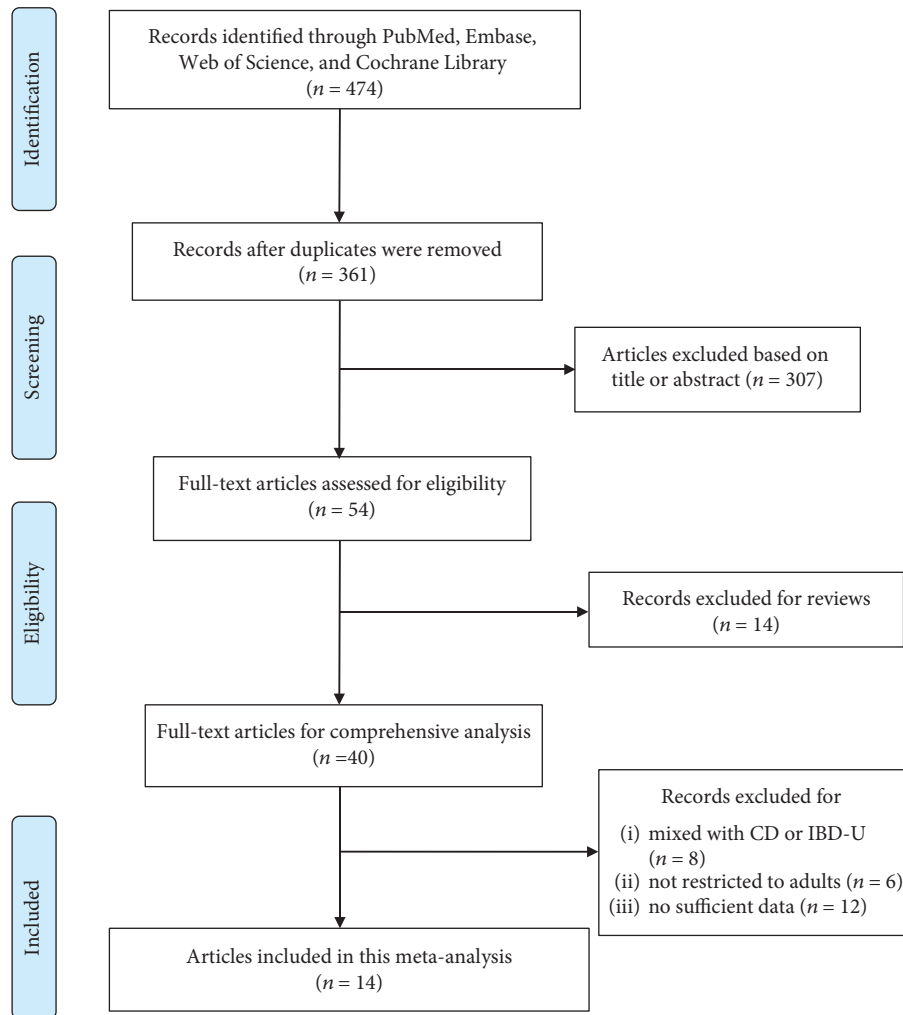 Identification
Records identified through PubMed, Embase,
Web of Science, and Cochrane Library
(n = 474)
Records after duplicates were removed
(n = 361)
Screening
Articles excluded based on
title or abstract (n = 307)
Full-text articles assessed for eligibility
(n = 54)
Eligibility
Records excluded for reviews
(n = 14)
Full-text articles for comprehensive analysis
(n =40)
Records excluded for
(i) mixed with CD or IBD-U
(n = 8)
(ii) not restricted to adults (n = 6)
(iii) no sufficient data (n = 12)
Included
Articles included in this meta-analysis
(n = 14)